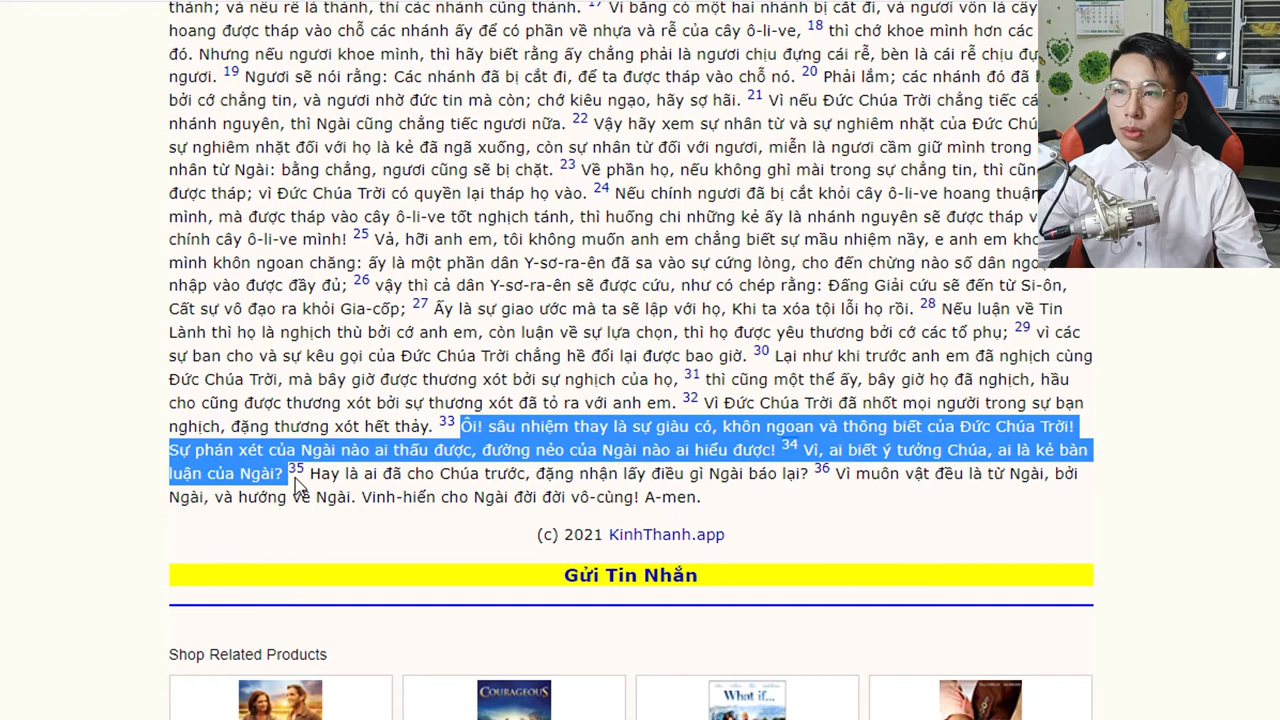 thánh; và nếu rễ là thánh, thì các nhánh cũng thánh. 17 Ví bằng có một hai nhánh bị cắt đi, và ngươi vốn là cây
hoang được tháp vào chỗ các nhánh ấy để có phần về nhựa và rễ của cây ô-li-ve, 18 thì chớ khoe mình hơn các
đó. Nhưng nếu ngươi khoe mình, thì hãy biết rằng ấy chẳng phải là ngươi chịu đựng cái rễ, bèn là cái rễ chịu
ngươi. 19 Ngươi sẽ nói rằng: Các nhánh đã bị cắt đi, để ta được tháp vào chỗ nó. 20 Phải lắm; các nhánh đó đã
bởi cớ chẳng tin, và ngươi nhờ đức tin mà còn; chớ kiêu ngạo, hãy sợ hãi. 21 Vì nếu Đức Chúa Trời chẳng tiếc
nhánh nguyên, thì Ngài cũng chẳng tiếc ngươi nữa. 22 Vậy hãy xem sự nhân từ và sự nghiêm nhặt của Đức
sự nghiêm nhặt đối với họ là kẻ đã ngã xuống, còn sự nhân từ đối với ngươi, miễn là ngươi cầm giữ mình trong
nhân từ Ngài: bằng chẳng, ngươi cũng sẽ bị chặt. 23 Về phần họ, nếu không ghì mài trong sự chẳng tin, thì
được tháp; vì Đức Chúa Trời có quyền lại tháp họ vào. 24 Nếu chính ngươi đã bị cắt khỏi cây ô-li-ve hoang
mình, mà được tháp vào cây ô-li-ve tốt nghịch tánh, thì huống chi những kẻ ấy là nhánh nguyên sẽ được tháp
chính cây ô-li-ve mình! 25 Vả, hỡi anh em, tôi không muốn anh em chẳng biết sự mầu nhiệm nầy, e anh em
mình khôn ngoan chăng: ấy là một phần dân Y-sơ-ra-ên đã sa vào sự cứng lòng, cho đến chừng nào số dân
nhập vào được đầy đủ; 26 vậy thì cả dân Y-sơ-ra-ên sẽ được cứu, như có chép rằng: Đấng Giải cứu sẽ đến từ Si-ôn,
Cất sự vô đạo ra khỏi Gia-cốp; 27 Ấy là sự giao ước mà ta sẽ lập với họ, Khi ta xóa tội lỗi họ rồi. 28 Nếu luận về Tin
Lành thì họ là nghịch thù bởi cớ anh em, còn luận về sự lựa chọn, thì họ được yêu thương bởi cớ các tổ phụ; 29 vì các
sự ban cho và sự kêu gọi của Đức Chúa Trời chẳng hề đổi lại được bao giờ. 30 Lại như khi trước anh em đã nghịch cùng
Đức Chúa Trời, mà bây giờ được thương xót bởi sự nghịch của họ, 31 thì cũng một thể ấy, bây giờ họ đã nghịch, hầu
cho cũng được thương xót bởi sự thương xót đã tỏ ra với anh em. 32 Vì Đức Chúa Trời đã nhốt mọi người trong sự bạn
nghịch, đặng thương xót hết thảy. 33 Ôi! sâu nhiệm thay là sự giàu có, khôn ngoan và thông biết của Đức Chúa Trời!
Sự phán xét của Ngài nào ai thấu được, đường nẻo của Ngài nào ai hiểu được! 34 Vì, ai biết ý tưởng Chúa, ai là kẻ bàn
luận của Ngài? 35 Hay là ai đã cho Chúa trước, đặng nhận lấy điều gì Ngài báo lại? 36 Vì muôn vật đều là từ Ngài, bởi
Ngài, và hướng về Ngài. Vinh-hiển cho Ngài đời đời vô-cùng! A-men.
(c) 2021 KinhThanh.app
Gửi Tin Nhắn
Shop Related Products
COURAGEOUS
What if...